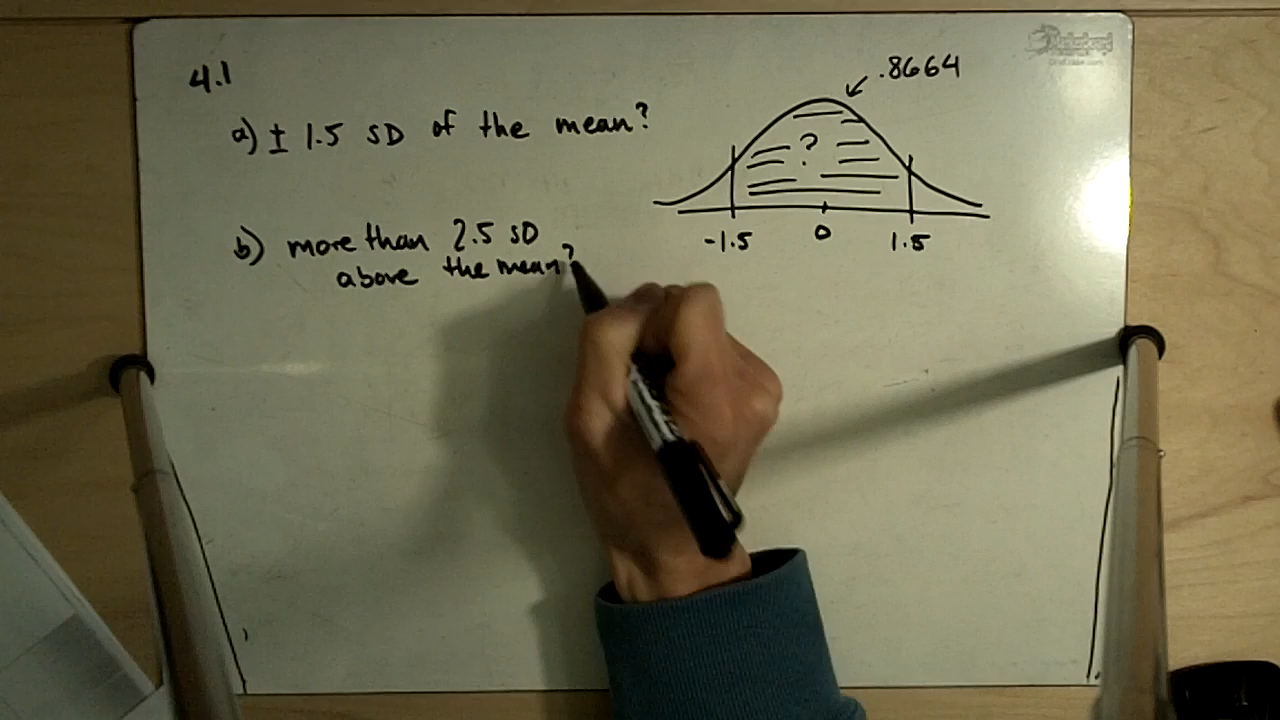 4.1
a) ± 1.5 SD of the mean?
.8664
?
-1.5 0 1.5
b) more than 2.5 SD
above the mean?